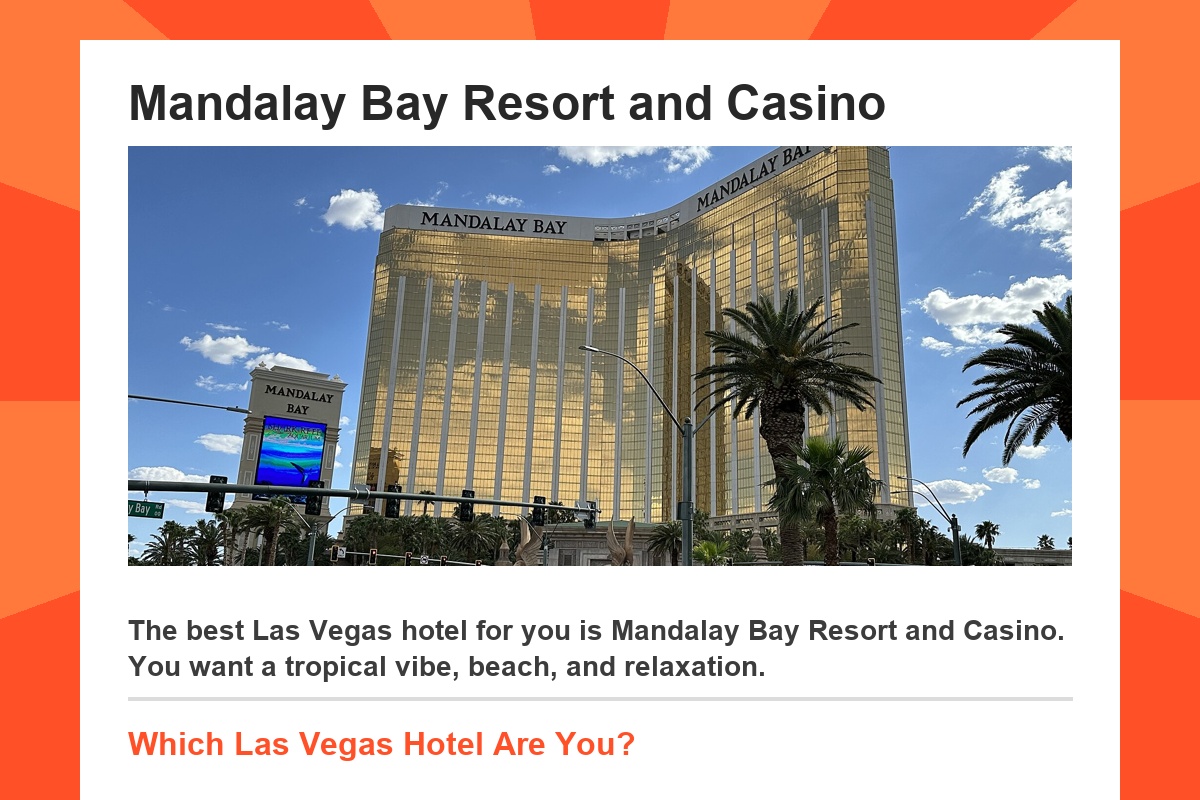 Mandalay Bay Resort and Casino
MANDALAY BAY
MANDALAY BAY
MANDALAY
BAY
y Bay Rd
The best Las Vegas hotel for you is Mandalay Bay Resort and Casino.
You want a tropical vibe, beach, and relaxation.
Which Las Vegas Hotel Are You?